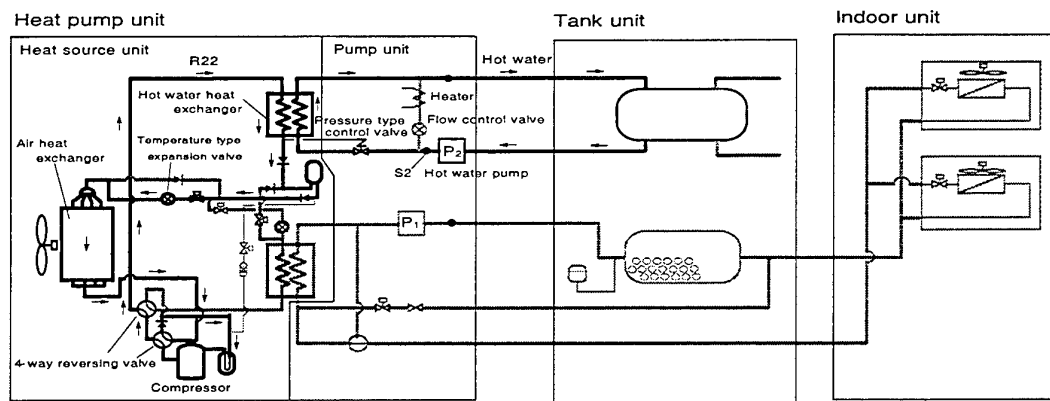 Heat pump unit
Tank unit
Indoor unit
Heat source unit
Pump unit
R22
Hot water
Hot water heat
exchanger
Heater
Pressure type
control valve
Flow control valve
Temperature type
expansion valve
Air heat
exchanger
P2
S2
Hot water pump
P1
4-way reversing valve
Compressor